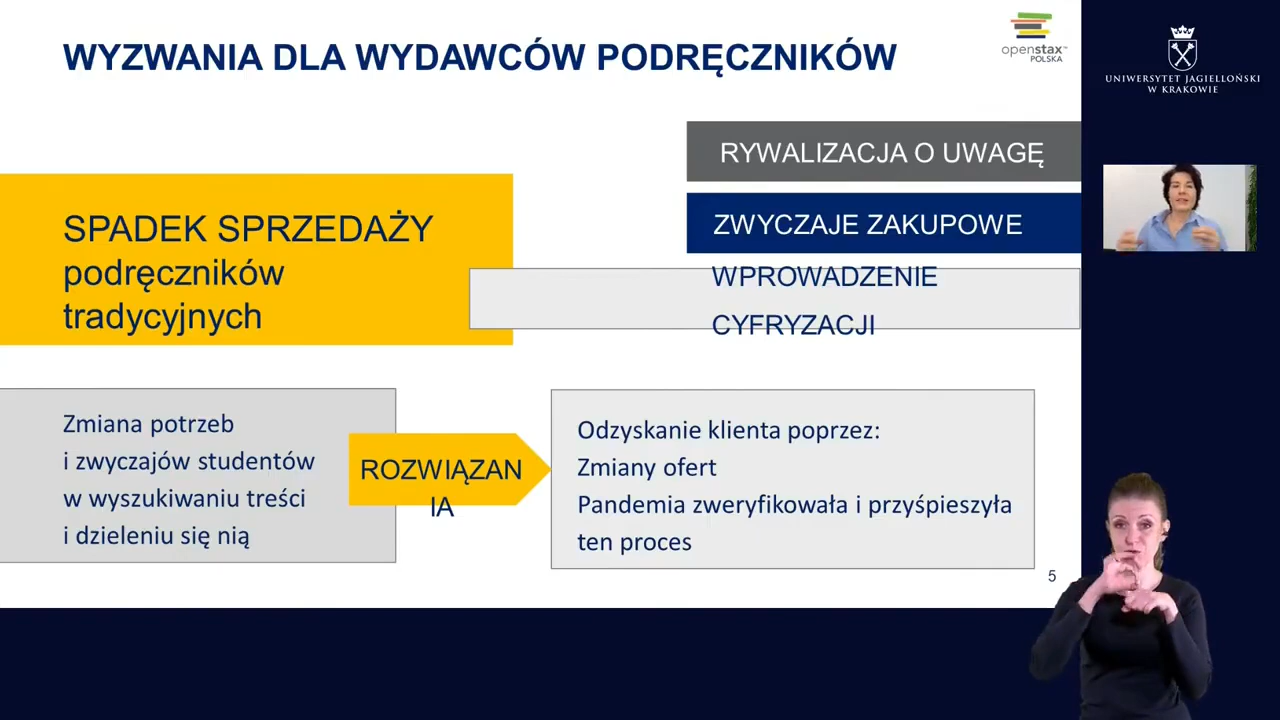 WYZWANIA DLA WYDAWCÓW PODRĘCZNIKÓW
openstax™
POLSKA
UNIWERSYTET JAGIELLOŃSKI
W KRAKOWIE
RYWALIZACJA O UWAGĘ
SPADEK SPRZEDAŻY
podręczników
tradycyjnych
ZWYCZAJE ZAKUPOWE
WPROWADZENIE
CYFRYZACJI
Zmiana potrzeb
i zwyczajów studentów
w wyszukiwaniu treści
i dzieleniu się nią
ROZWIĄZAN
IA
Odzyskanie klienta poprzez:
Zmiany ofert
Pandemia zweryfikowała i przyśpieszyła
ten proces
5